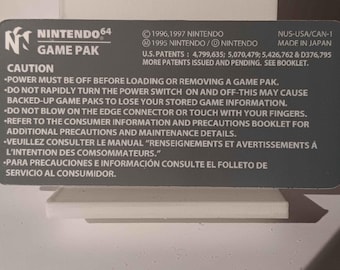 NINTENDO 64
GAME PAK
©1996,1997 NINTENDO
Ⓜ1995 NINTENDO / Ⓓ NINTENDO
NUS-USA/CAN-1
MADE IN JAPAN
U.S. PATENTS : 4,799,635; 5,070,479; 5,426,762 & D376,795
MORE PATENTS ISSUED AND PENDING. SEE BOOKLET.
CAUTION
•POWER MUST BE OFF BEFORE LOADING OR REMOVING A GAME PAK.
•DO NOT RAPIDLY TURN THE POWER SWITCH ON AND OFF-THIS MAY CAUSE
BACKED-UP GAME PAKS TO LOSE YOUR STORED GAME INFORMATION.
•DO NOT BLOW ON THE EDGE CONNECTOR OR TOUCH WITH YOUR FINGERS.
•REFER TO THE CONSUMER INFORMATION AND PRECAUTIONS BOOKLET FOR
ADDITIONAL PRECAUTIONS AND MAINTENANCE DETAILS.
•VEUILLEZ CONSULTER LE MANUAL "RENSEIGNEMENTS ET AVERTISSEMENTS Á
L'INTENTION DES COMSOMMATEURS."
•PARA PRECAUCIONES E INFORMACIÓN CONSULTE EL FOLLETO DE
SERVICIO AL CONSUMIDOR.